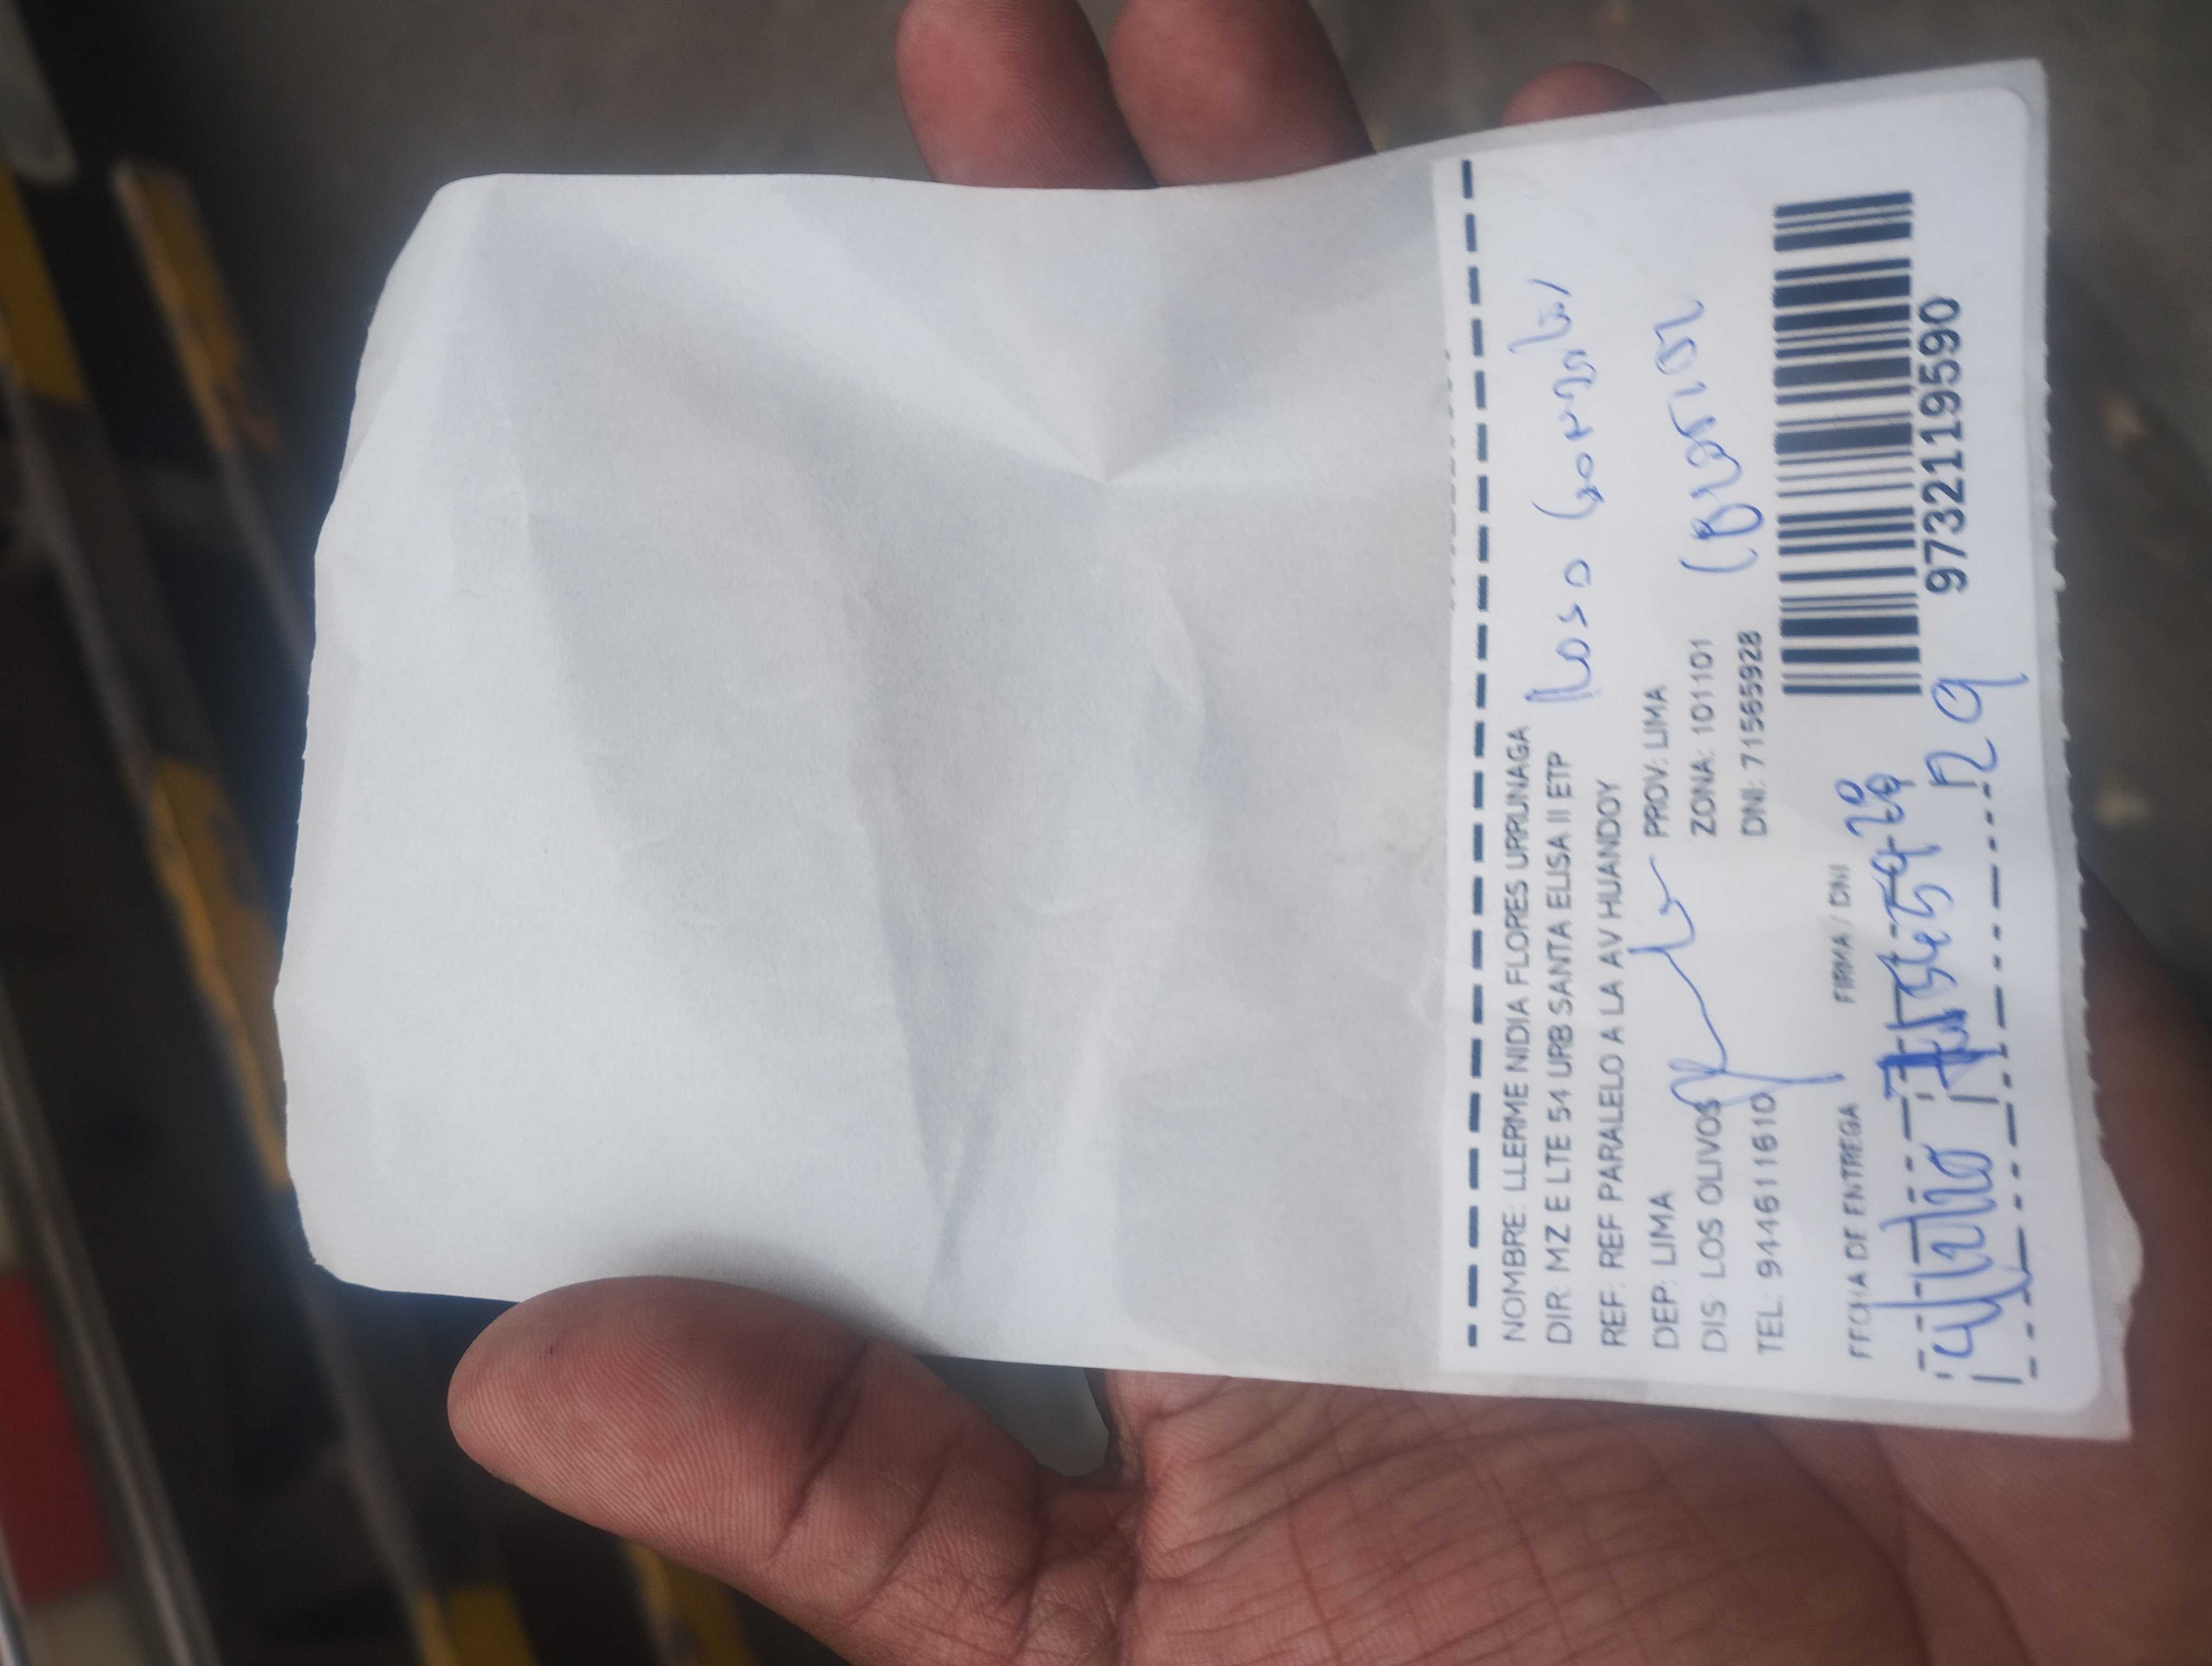 NOMBRE: LLERME NIDIA FLORES URRUNAGA
DIR: MZ E LTE 54 URB SANTA ELISA II ETP
REF: REF PARALELO A LA AV HUANDOY
DEP: LIMA PROV: LIMA
DIS: LOS OLIVOS ZONA: 101101
TEL: 944611610 DNI: 71565928
FECHA DE ENTREGA FIRMA / DNI
9732119590